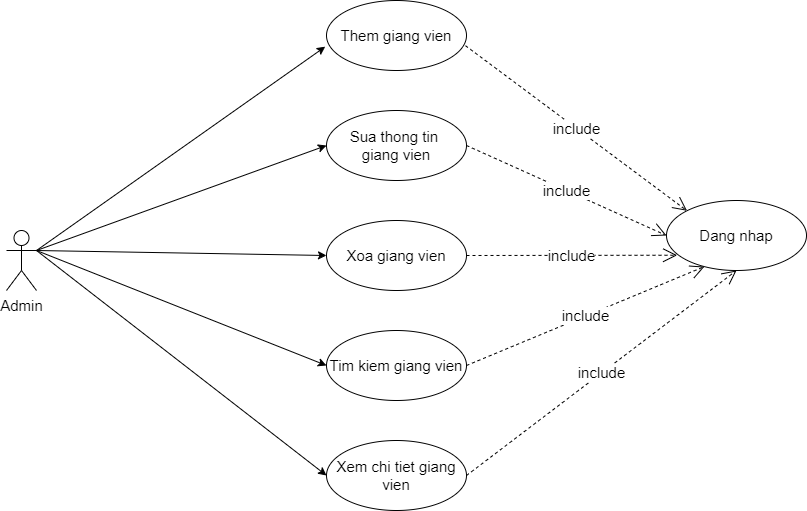 Them giang vien
include
Sua thong tin
giang vien
include
Dang nhap
Xoa giang vien
include
Admin
include
Tim kiem giang vien
include
Xem chi tiet giang
vien